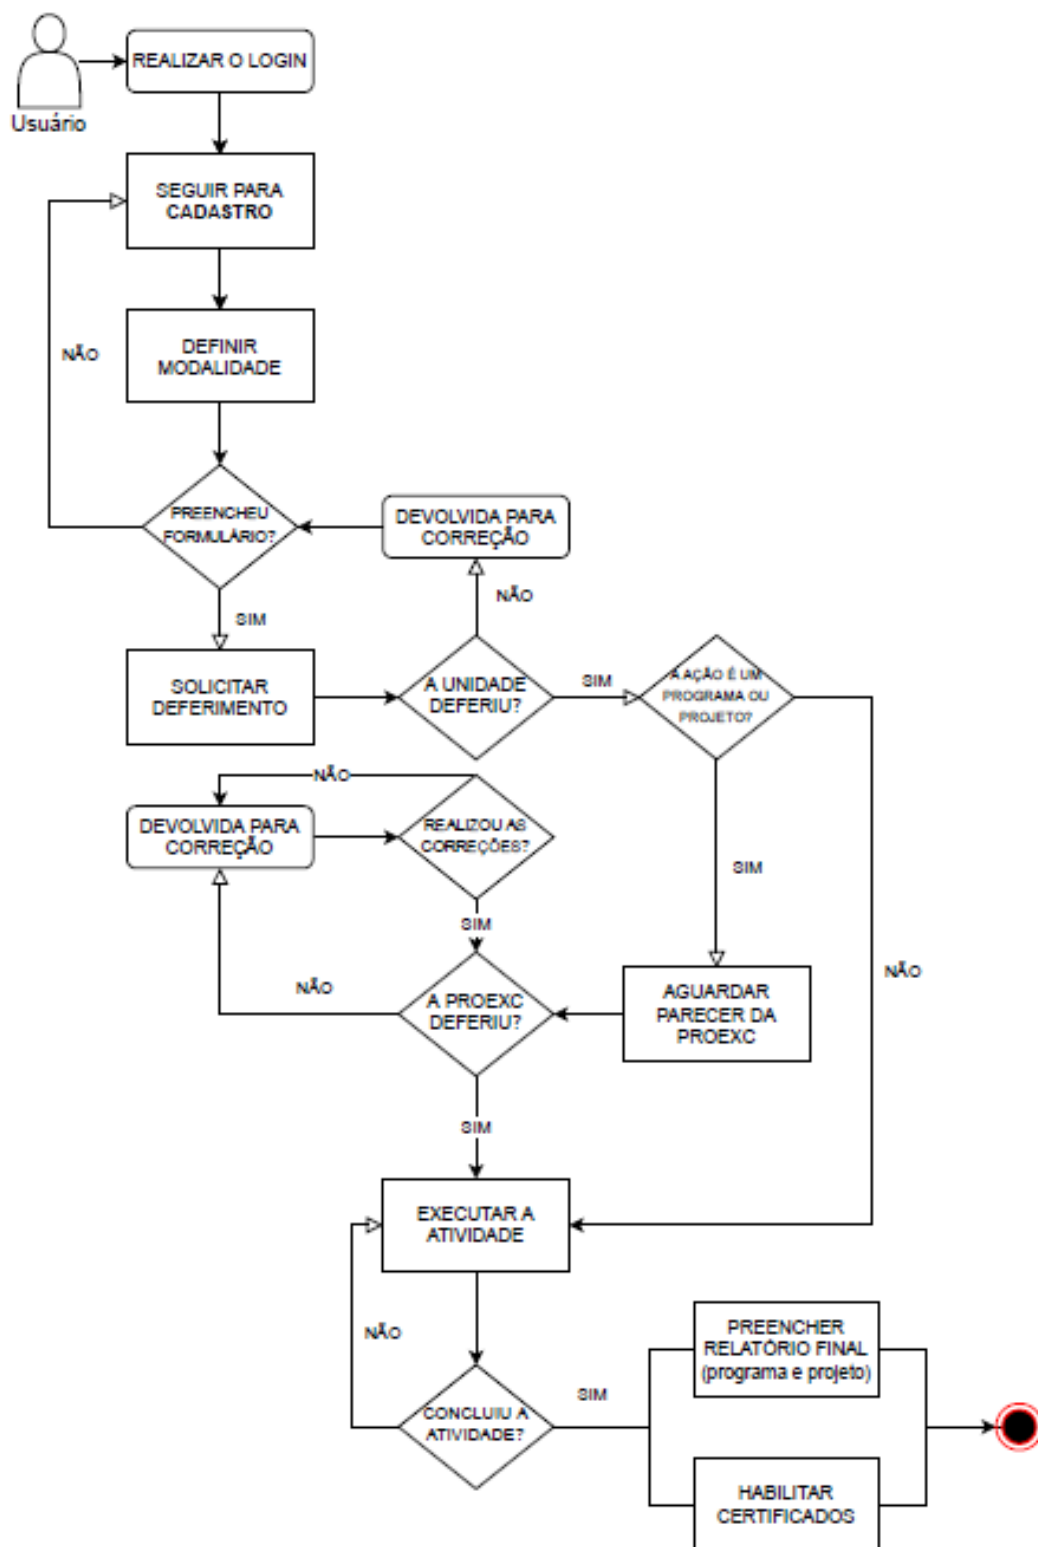 REALIZAR O LOGIN
Usuário
SEGUIR PARA
CADASTRO
NÃO
DEFINIR
MODALIDADE
PREENCHEU
FORMULÁRIO?
DEVOLVIDA PARA
CORREÇÃO
NÃO
SIM
SOLICITAR
DEFERIMENTO
A UNIDADE
DEFERIU?
SIM
A AÇÃO É UM
PROGRAMA OU
PROJETO?
NÃO
DEVOLVIDA PARA
CORREÇÃO
REALIZOU AS
CORREÇÕES?
SIM
SIM
NÃO
A PROEXC
DEFERIU?
AGUARDAR
PARECER DA
PROEXC
NÃO
SIM
EXECUTAR A
ATIVIDADE
NÃO
CONCLUIU A
ATIVIDADE?
SIM
PREENCHER
RELATÓRIO FINAL
(programa e projeto)
HABILITAR
CERTIFICADOS